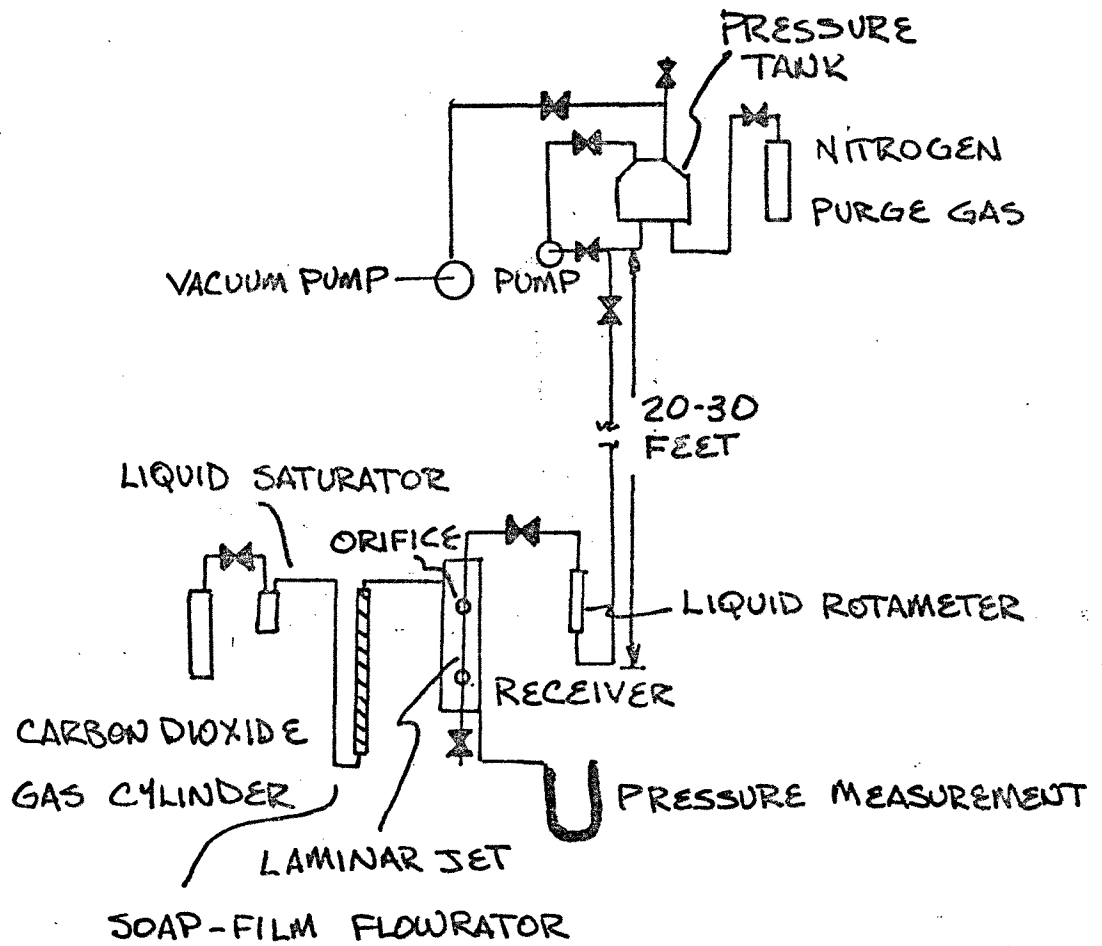 PRESSURE
TANK
NITROGEN
PURGE GAS
VACUUM PUMP
PUMP
20-30
FEET
LIQUID SATURATOR
ORIFICE
LIQUID ROTAMETER
RECEIVER
CARBON DIOXIDE
GAS CYLINDER
PRESSURE MEASUREMENT
LAMINAR JET
SOAP-FILM FLOWRATOR